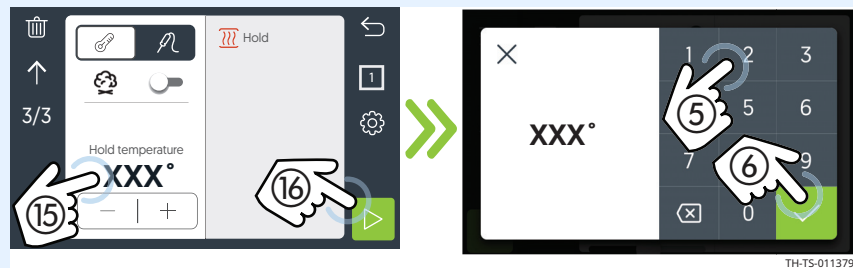 Hold
1
3/3
Hold temperature
XXX°
15
16
− | +
×
XXX°
1 2 3
5 5 6
7 6 9
0
TH-TS-011379